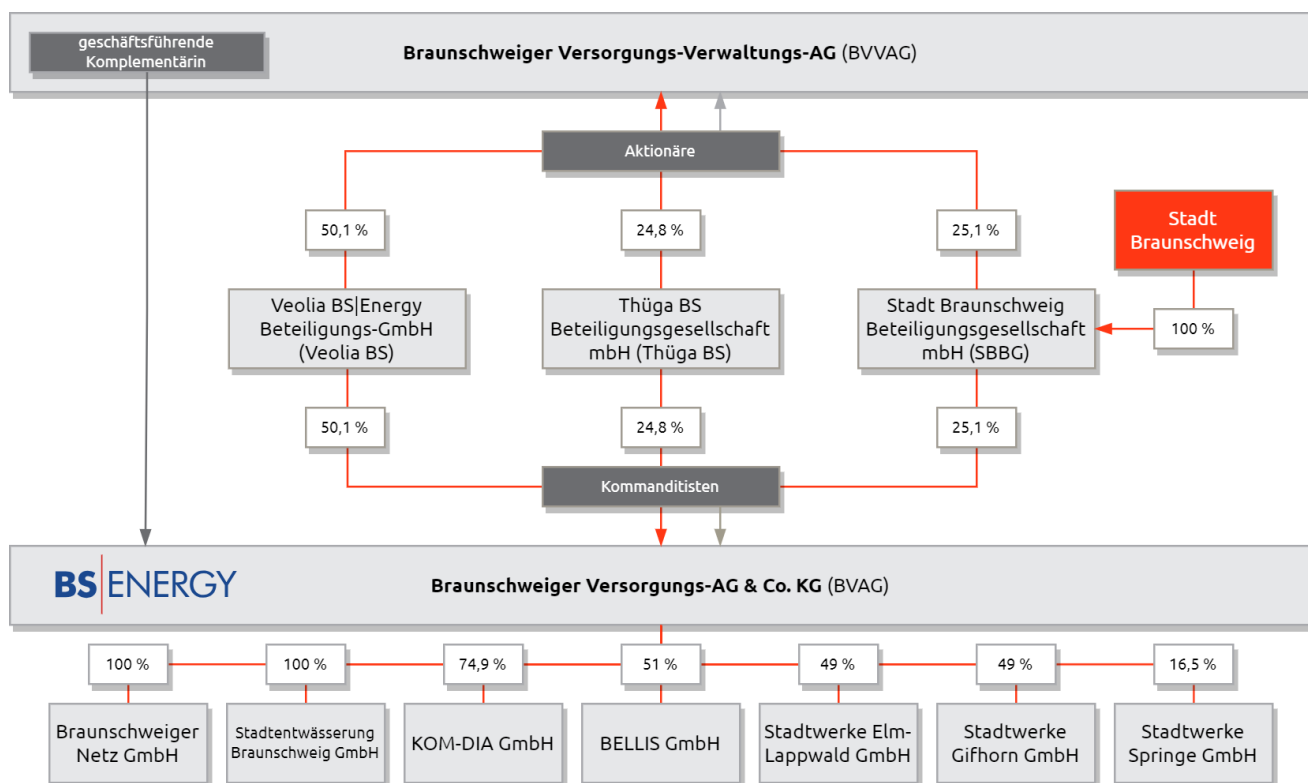 geschäftsführende
Komplementärin
Braunschweiger Versorgungs-Verwaltungs-AG (BVVAG)
Aktionäre
50,1 %
24,8 %
25,1 %
Stadt
Braunschweig
Veolia BS|Energy
Beteiligungs-GmbH
(Veolia BS)
Thüga BS
Beteiligungsgesellschaft
mbH (Thüga BS)
Stadt Braunschweig
Beteiligungsgesellschaft
mbH (SBBG)
100 %
50,1 %
24,8 %
25,1 %
Kommanditisten
BS|ENERGY
Braunschweiger Versorgungs-AG & Co. KG (BVAG)
100 %
100 %
74,9 %
51 %
49 %
49 %
16,5 %
Braunschweiger
Netz GmbH
Stadtentwässerung
Braunschweig GmbH
KOM-DIA GmbH
BELLIS GmbH
Stadtwerke Elm-
Lappwald GmbH
Stadtwerke
Gifhorn GmbH
Stadtwerke
Springe GmbH